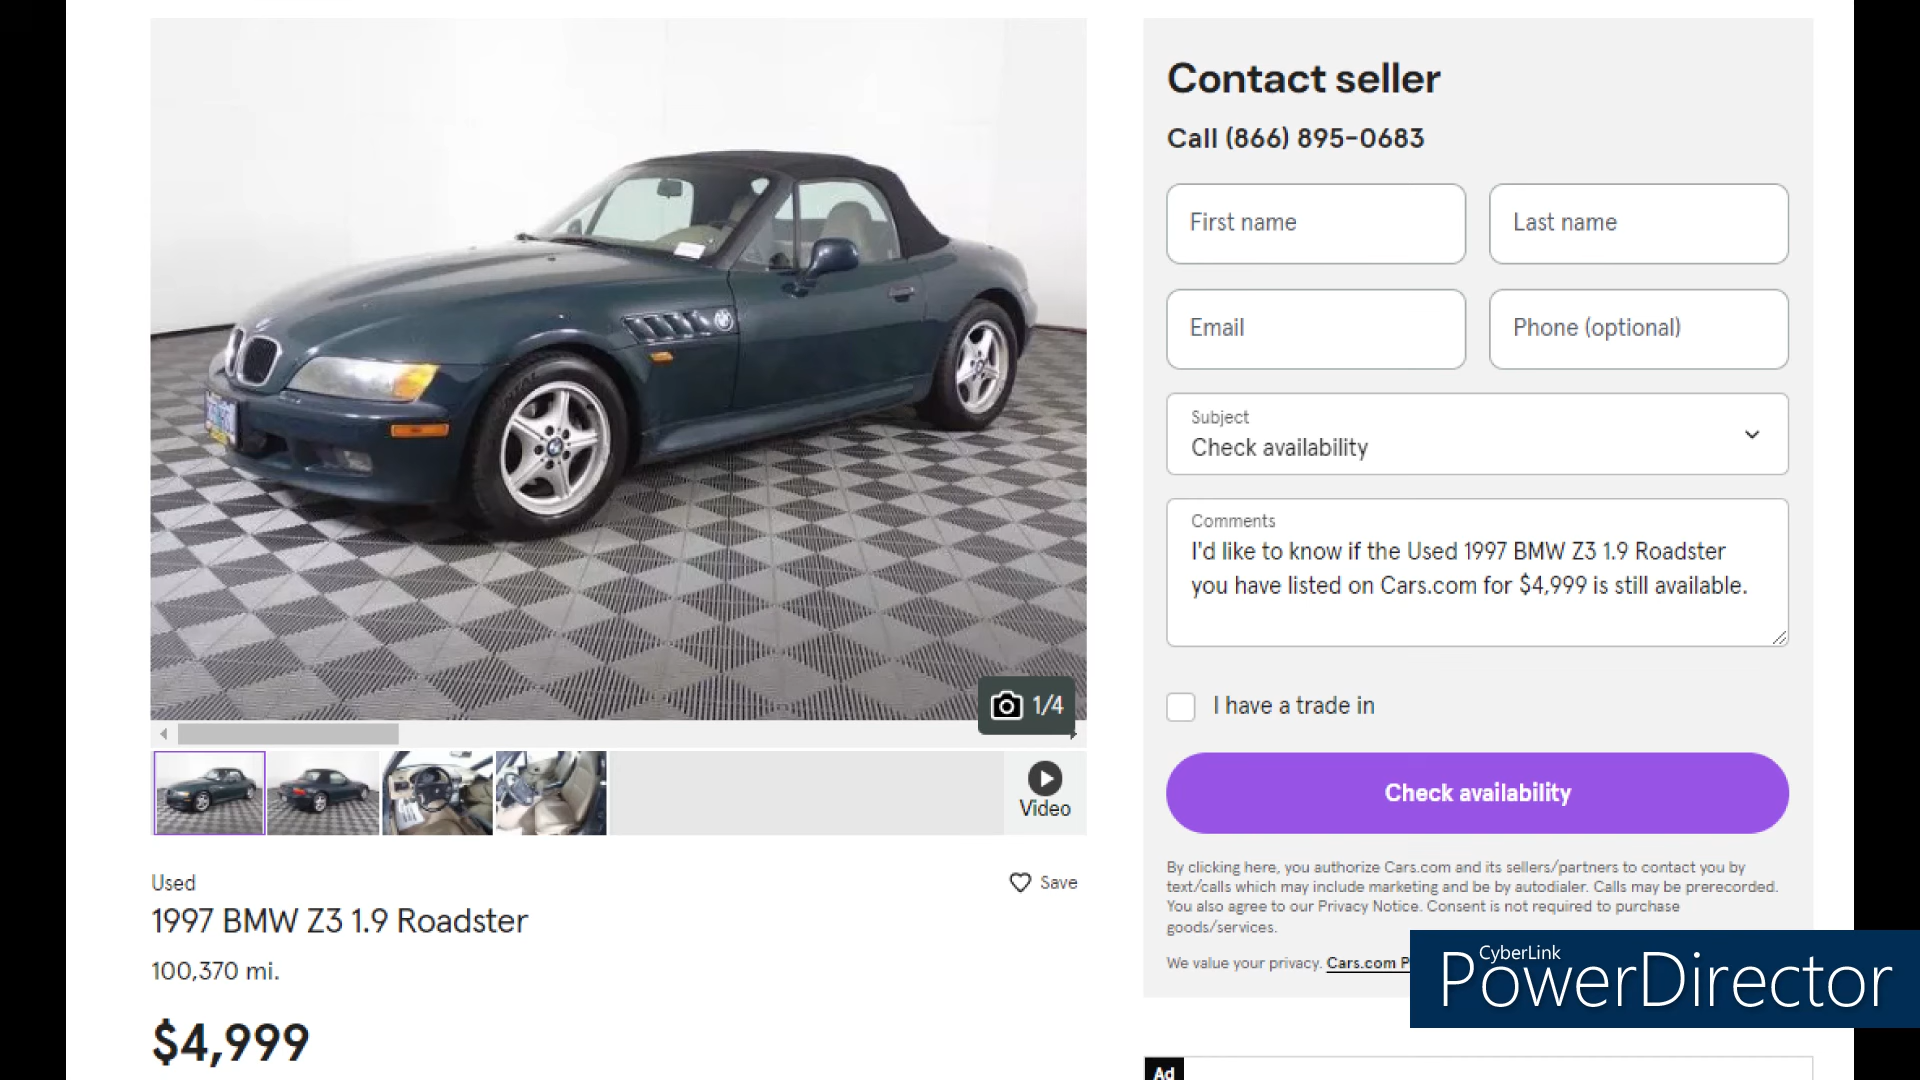 Contact seller
Call (866) 895-0683
First name
Last name
Email
Phone (optional)
Subject
Check availability
Comments
I'd like to know if the Used 1997 BMW Z3 1.9 Roadster
you have listed on Cars.com for $4,999 is still available.
I have a trade in
Check availability
By clicking here, you authorize Cars.com and its sellers/partners to contact you by
text/calls which may include marketing and be by autodialer. Calls may be prerecorded.
You also agree to our Privacy Notice. Consent is not required to purchase
goods/services.
We value your privacy. Cars.com P
1/4
Video
Used
Save
1997 BMW Z3 1.9 Roadster
100,370 mi.
$4,999
CyberLink
PowerDirector
Ad